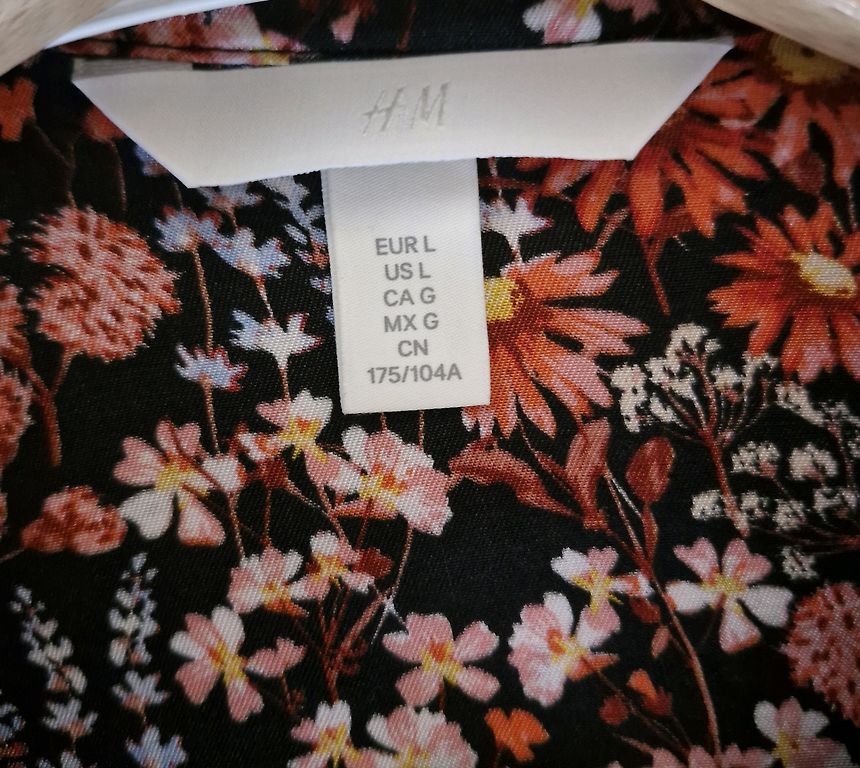 H&M
EUR L
US L
CA G
MX G
CN
175/104A